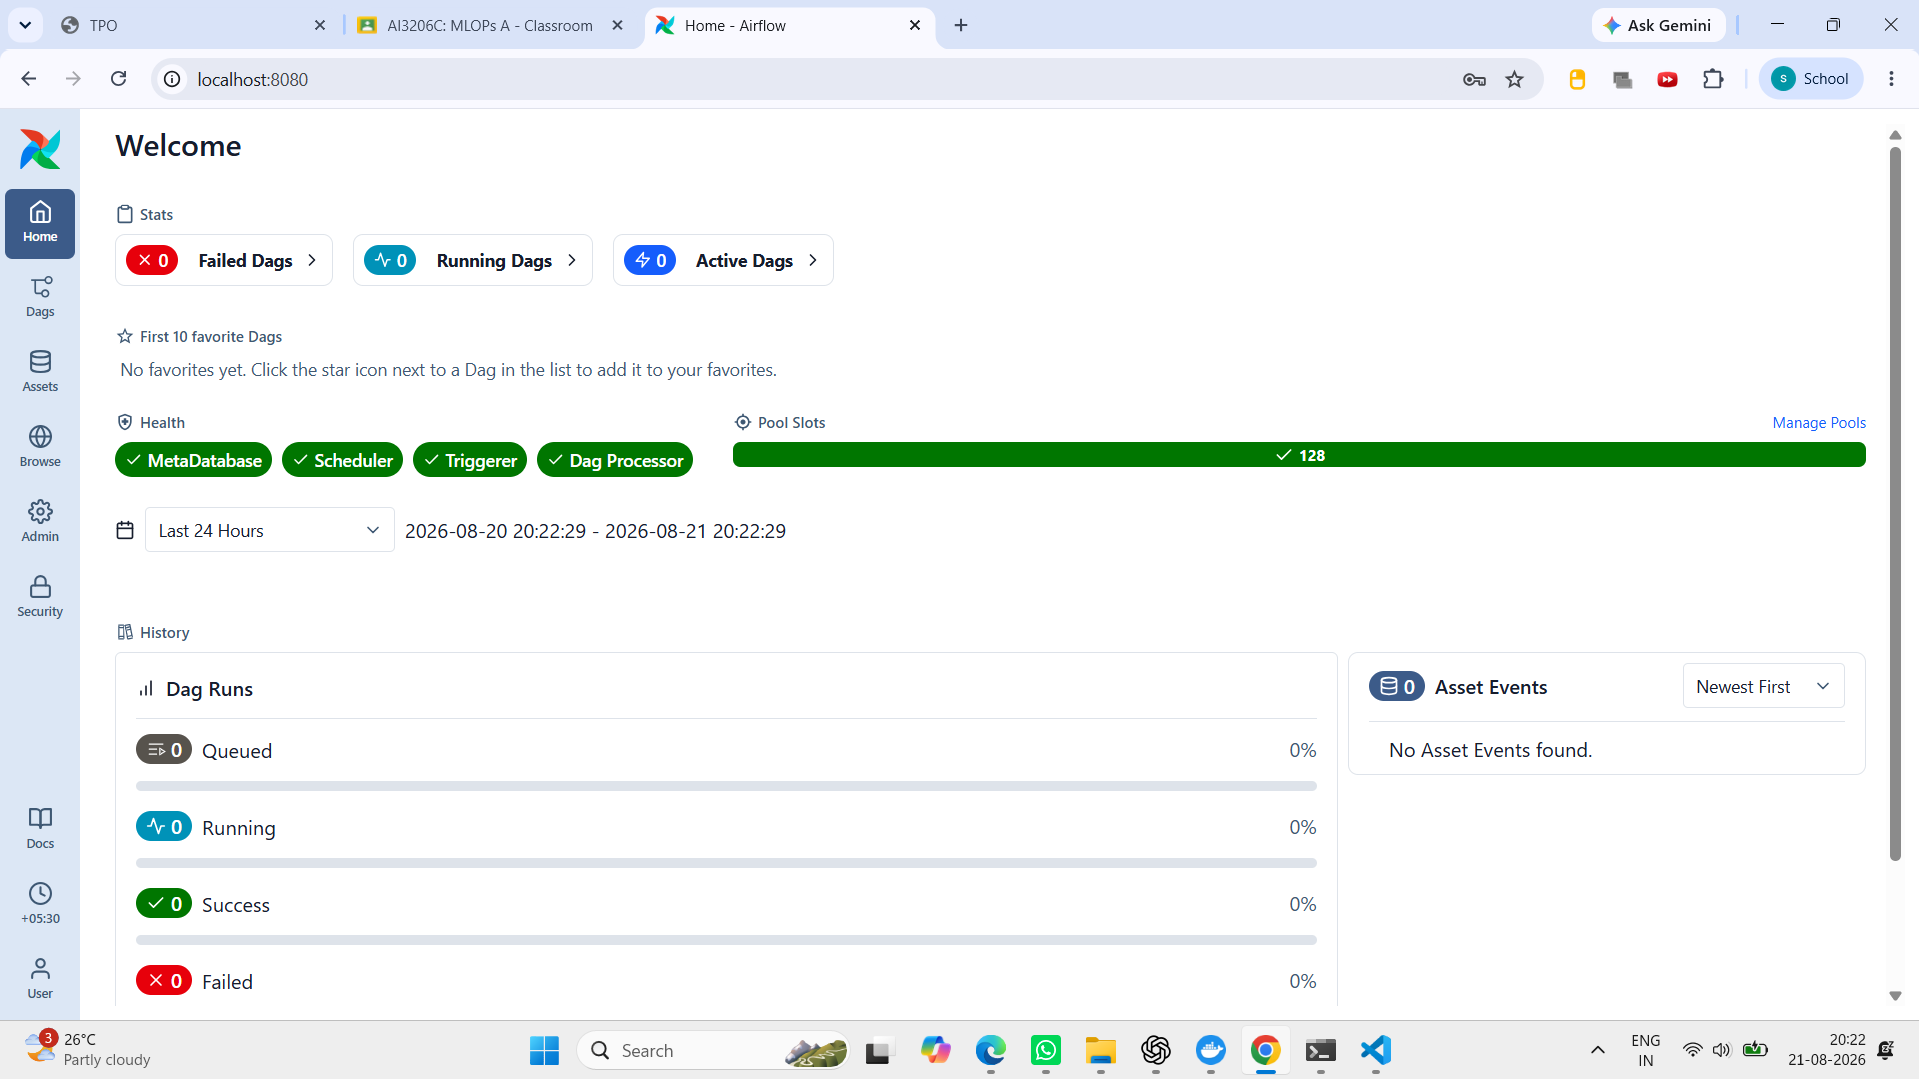 TPO
AI3206C: MLOPs A - Classroom
Home - Airflow
Ask Gemini
localhost:8080
S
School
Home
Dags
Assets
Browse
Admin
Security
Docs
+05:30
User
Welcome
Stats
0 Failed Dags
0 Running Dags
0 Active Dags
First 10 favorite Dags
No favorites yet. Click the star icon next to a Dag in the list to add it to your favorites.
Health
MetaDatabase
Scheduler
Triggerer
Dag Processor
Pool Slots
Manage Pools
128
Last 24 Hours
2026-08-20 20:22:29 - 2026-08-21 20:22:29
History
Dag Runs
0 Queued 0%
0 Running 0%
0 Success 0%
0 Failed 0%
0 Asset Events
Newest First
No Asset Events found.
3
26°C
Partly cloudy
Search
ENG
IN
20:22
21-08-2026